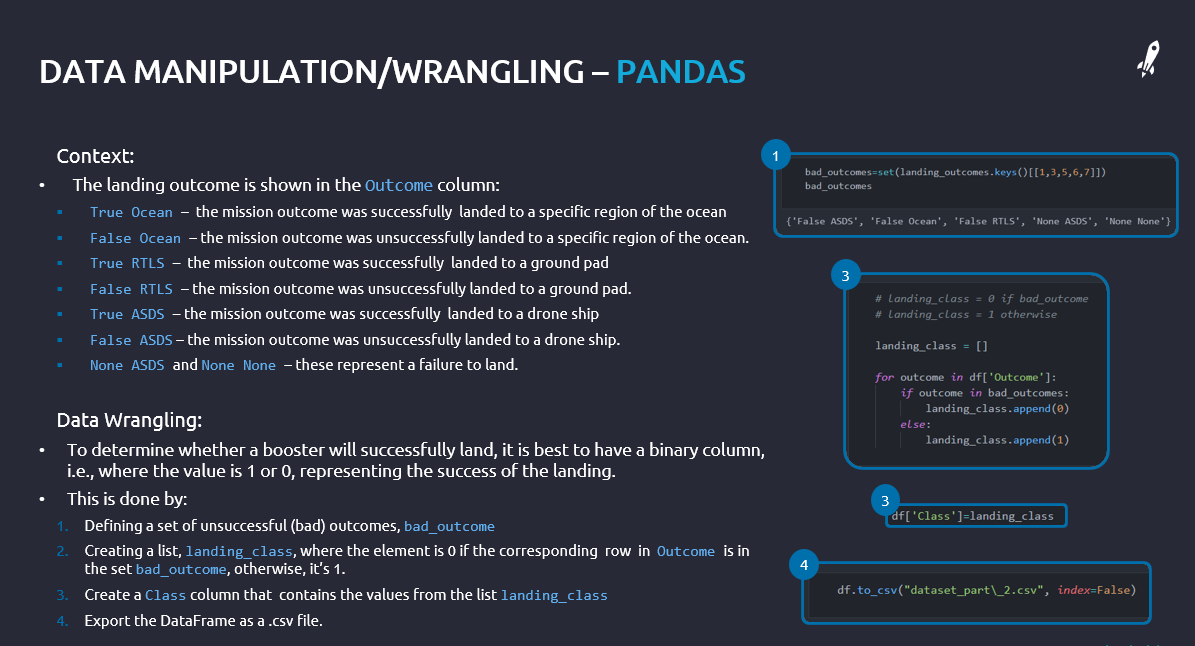 DATA MANIPULATION/WRANGLING – PANDAS
Context:
• The landing outcome is shown in the Outcome column:
▪ True Ocean – the mission outcome was successfully landed to a specific region of the ocean
▪ False Ocean – the mission outcome was unsuccessfully landed to a specific region of the ocean.
▪ True RTLS – the mission outcome was successfully landed to a ground pad
▪ False RTLS – the mission outcome was unsuccessfully landed to a ground pad.
▪ True ASDS – the mission outcome was successfully landed to a drone ship
▪ False ASDS – the mission outcome was unsuccessfully landed to a drone ship.
▪ None ASDS and None None – these represent a failure to land.
Data Wrangling:
• To determine whether a booster will successfully land, it is best to have a binary column,
i.e., where the value is 1 or 0, representing the success of the landing.
• This is done by:
1. Defining a set of unsuccessful (bad) outcomes, bad_outcome
2. Creating a list, landing_class, where the element is 0 if the corresponding row in Outcome is in
the set bad_outcome, otherwise, it’s 1.
3. Create a Class column that contains the values from the list landing_class
4. Export the DataFrame as a .csv file.
1
bad_outcomes=set(landing_outcomes.keys()[[1,3,5,6,7]])
bad_outcomes
{'False ASDS', 'False Ocean', 'False RTLS', 'None ASDS', 'None None'}
3
# landing_class = 0 if bad_outcome
# landing_class = 1 otherwise
landing_class = []
for outcome in df['Outcome']:
if outcome in bad_outcomes:
landing_class.append(0)
else:
landing_class.append(1)
3
df['Class']=landing_class
4
df.to_csv("dataset_part\_2.csv", index=False)